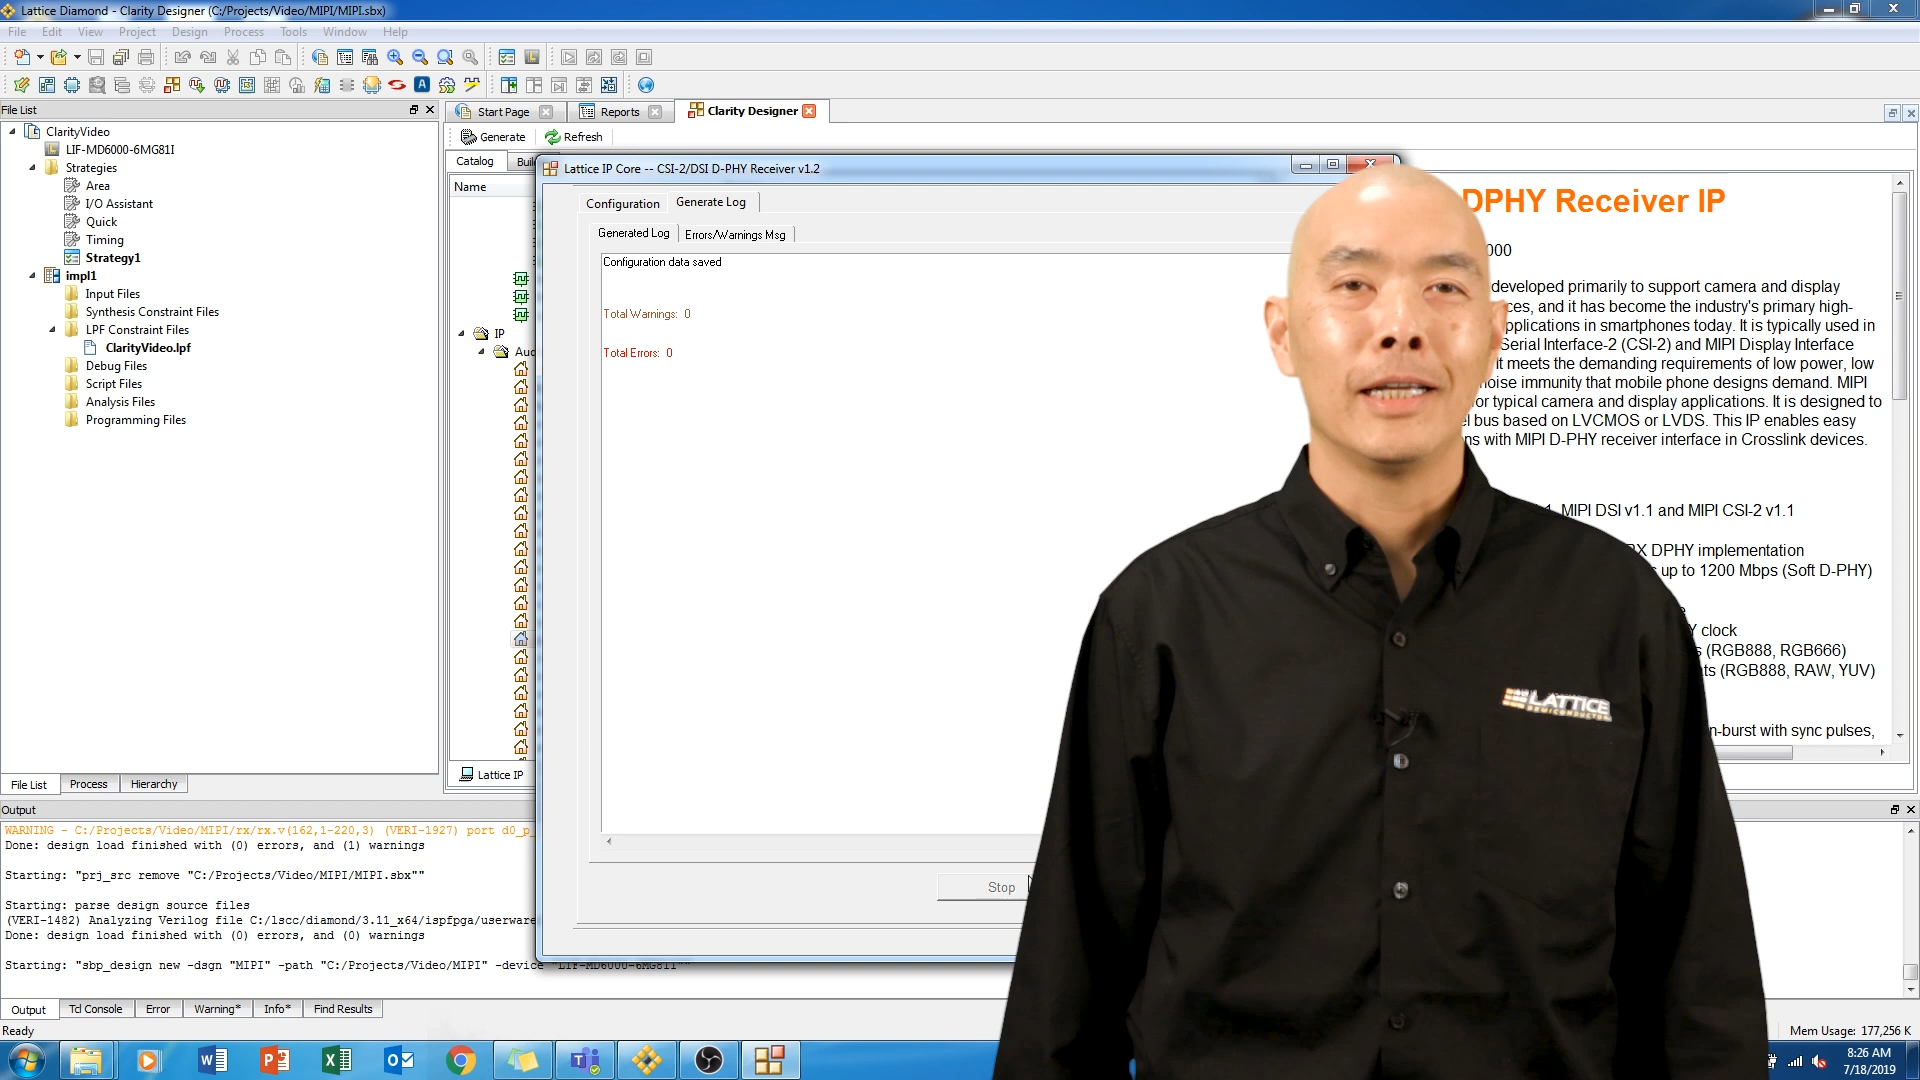 Lattice Diamond - Clarity Designer (C:/Projects/Video/MIPI/MIPI.sbx)
File Edit View Project Design Process Tools Window Help
File List
Start Page
Reports
Clarity Designer
ClarityVideo
LIF-MD6000-6MG81I
Strategies
Area
I/O Assistant
Quick
Timing
Strategy1
impl1
Input Files
Synthesis Constraint Files
LPF Constraint Files
ClarityVideo.lpf
Debug Files
Script Files
Analysis Files
Programming Files
File List Process Hierarchy
Generate Refresh
Catalog
Name
IP
Lattice IP
Lattice IP Core -- CSI-2/DSI D-PHY Receiver v1.2
Configuration Generate Log
Generated Log Errors/Warnings Msg
Configuration data saved
Total Warnings: 0
Total Errors: 0
Stop
DPHY Receiver IP
developed primarily to support camera and display
and it has become the industry's primary high-
applications in smartphones today. It is typically used in
Serial Interface-2 (CSI-2) and MIPI Display Interface
it meets the demanding requirements of low power, low
noise immunity that mobile phone designs demand. MIPI
or typical camera and display applications. It is designed to
bus based on LVCMOS or LVDS. This IP enables easy
with MIPI D-PHY receiver interface in Crosslink devices.
MIPI DSI v1.1 and MIPI CSI-2 v1.1
RX DPHY implementation
up to 1200 Mbps (Soft D-PHY)
clock
(RGB888, RGB666)
(RGB888, RAW, YUV)
with sync pulses,
LATTICE
SEMICONDUCTOR
Output
WARNING - C:/Projects/Video/MIPI/rx/rx.v(162,1-220,3) (VERI-1927) port d0_p_
Done: design load finished with (0) errors, and (1) warnings
Starting: "prj_src remove "C:/Projects/Video/MIPI/MIPI.sbx""
Starting: parse design source files
(VERI-1482) Analyzing Verilog file C:/lscc/diamond/3.11_x64/ispfpga/userware
Done: design load finished with (0) errors, and (0) warnings
Starting: "sbp_design new -dsgn "MIPI" -path "C:/Projects/Video/MIPI" -device "LIF-MD6000-6MG81I""
Output Tcl Console Error Warning* Info* Find Results
Ready
Mem Usage: 177,256 K
8:26 AM
7/18/2019